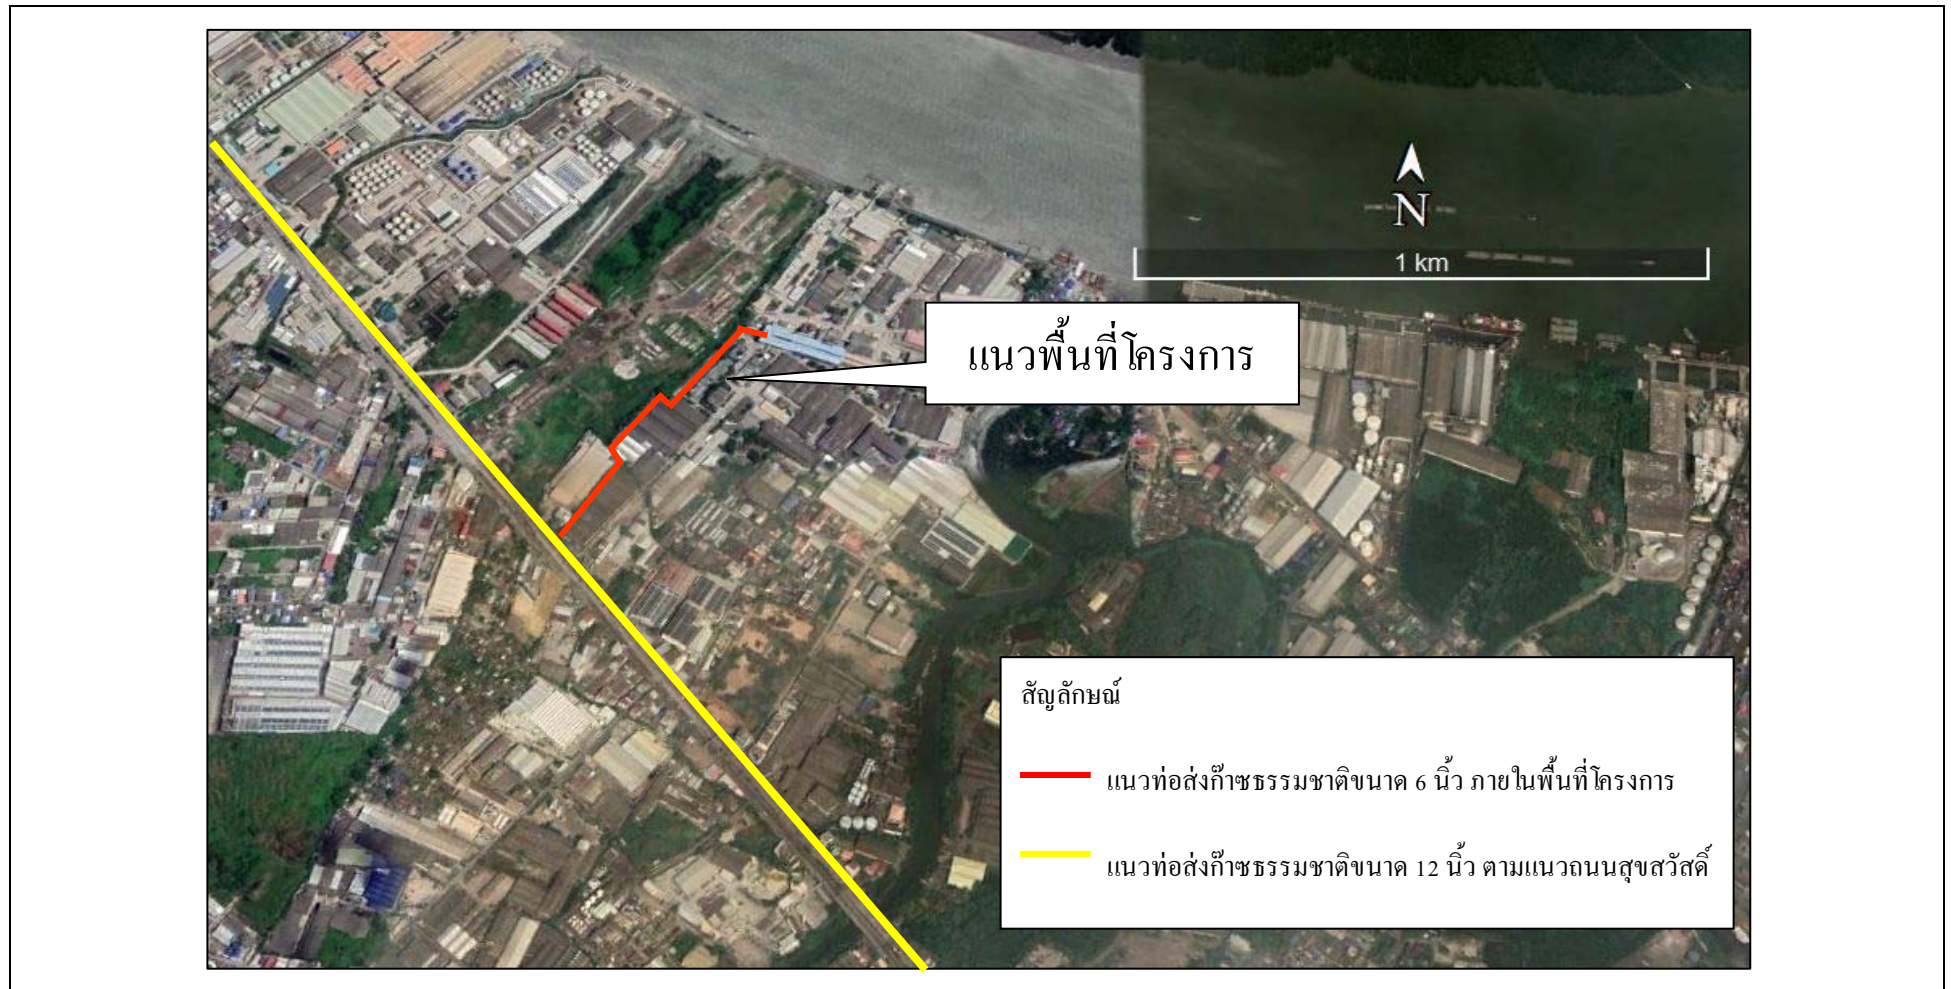 N
1 km
แนวพื้นที่โครงการ
สัญลักษณ์
แนวท่อส่งก๊าซธรรมชาติขนาด 6 นิ้ว ภายในพื้นที่โครงการ
แนวท่อส่งก๊าซธรรมชาติขนาด 12 นิ้ว ตามแนวถนนสุขสวัสดิ์